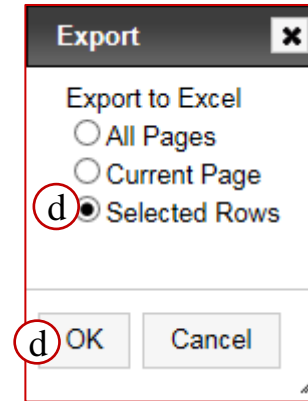 Export
Export to Excel
All Pages
Current Page
d Selected Rows
d OK Cancel